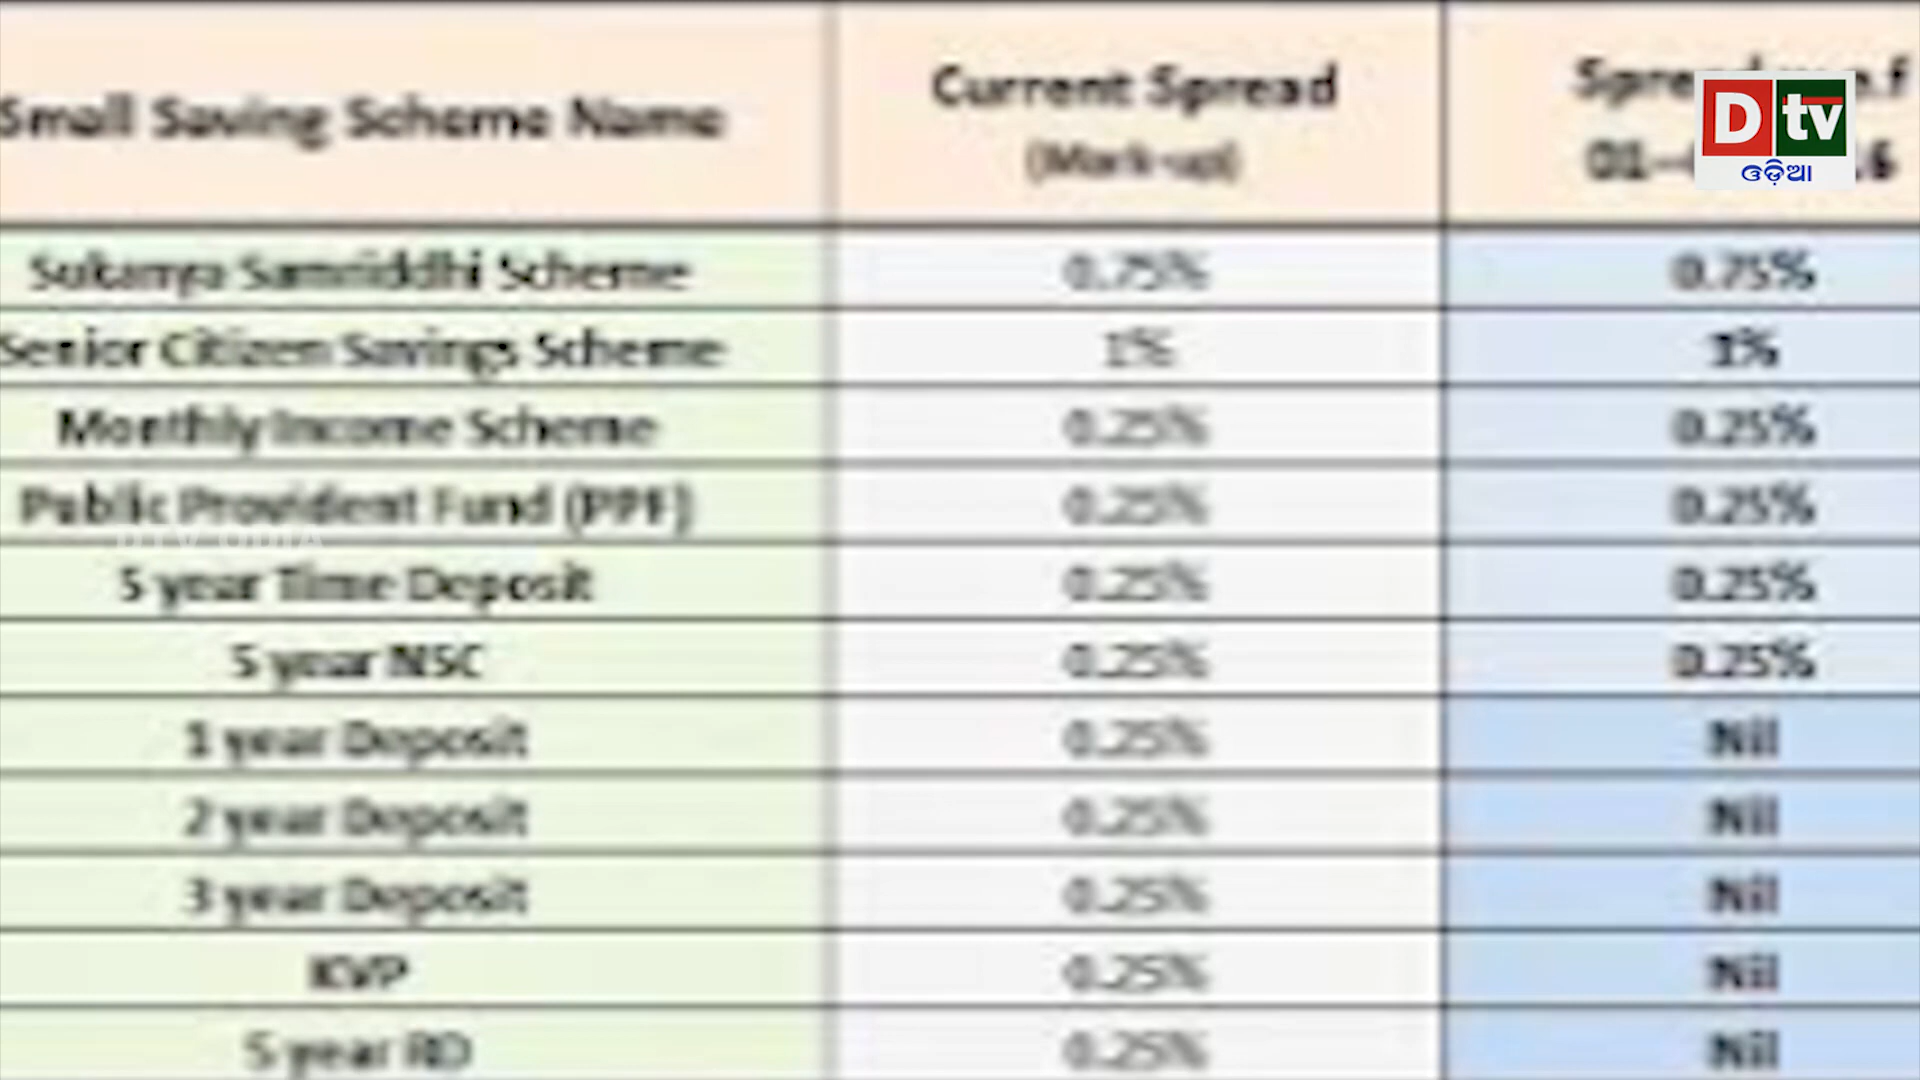 Small Saving Scheme Name
Current Spread
(Mark-up)
D tv
ଓଡ଼ିଆ
Sukanya Samriddhi Scheme 0.75% 0.75%
Senior Citizen Savings Scheme 1% 1%
Monthly Income Scheme 0.25% 0.25%
Public Provident Fund (PPF) 0.25% 0.25%
5 year Time Deposit 0.25% 0.25%
5 year NSC 0.25% 0.25%
1 year Deposit 0.25% Nil
2 year Deposit 0.25% Nil
3 year Deposit 0.25% Nil
KVP 0.25% Nil
5 year RD 0.25% Nil